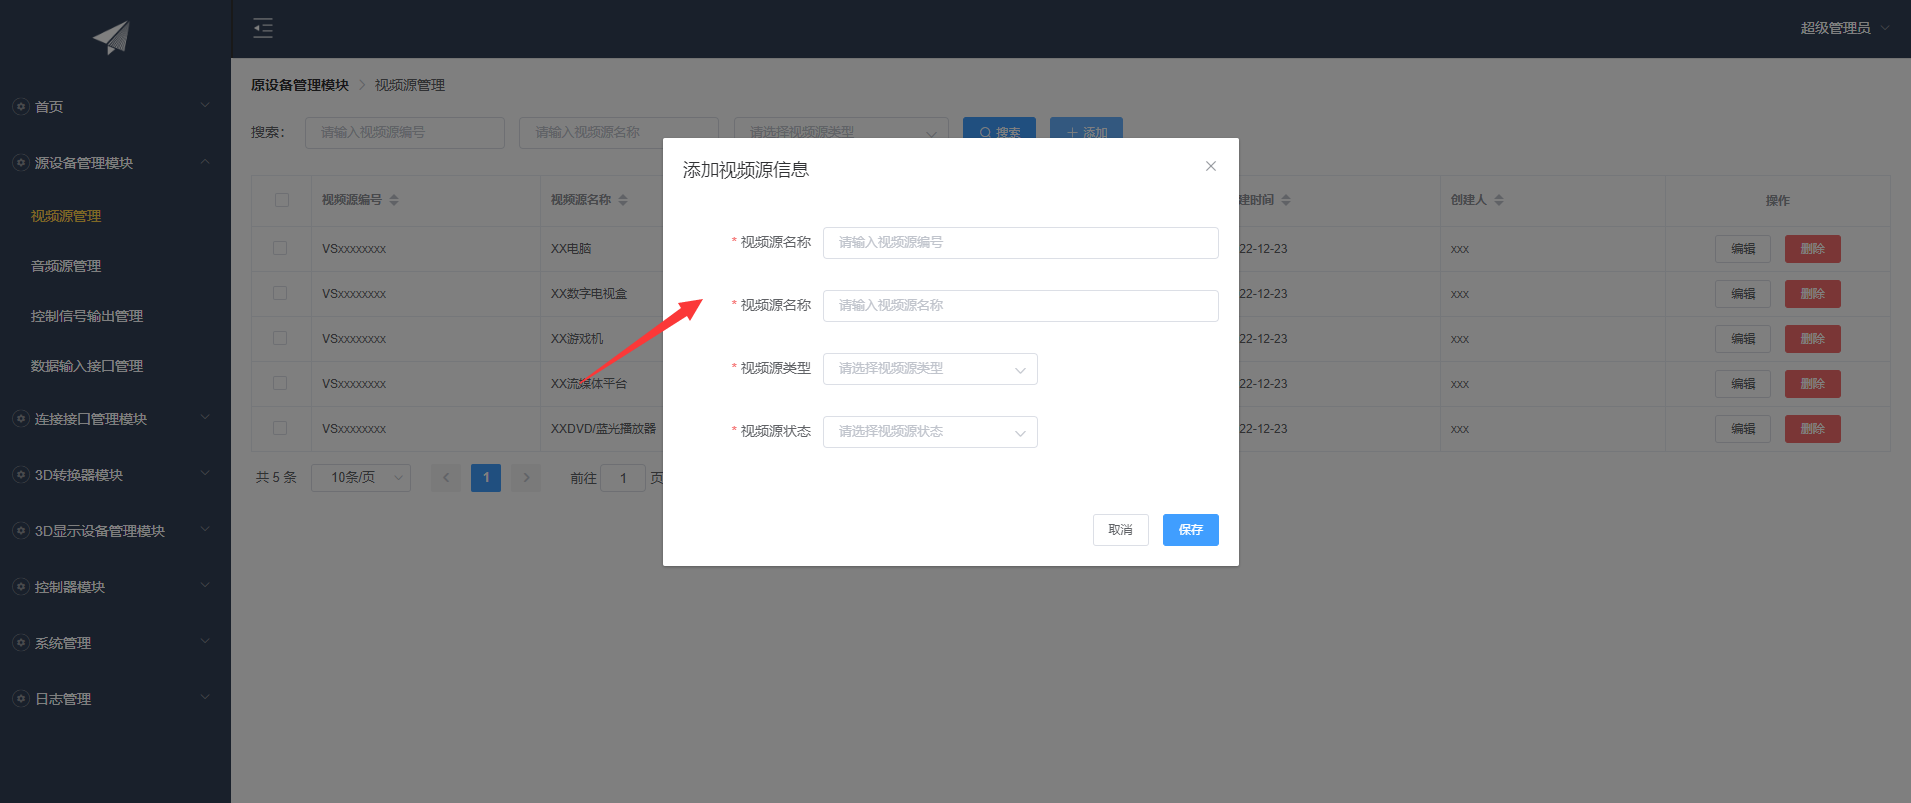 超级管理员
首页
源设备管理模块
视频源管理
音频源管理
控制信号输出管理
数据输入接口管理
连接接口管理模块
3D转换器模块
3D显示设备管理模块
控制器模块
系统管理
日志管理
原设备管理模块 视频源管理
搜索: 请输入视频源编号 请输入视频源名称 请选择视频源类型 搜索 添加
视频源编号 视频源名称 建时间 创建人 操作
VSxxxxxxxx XX电脑 22-12-23 xxx 编辑 删除
VSxxxxxxxx XX数字电视盒 22-12-23 xxx 编辑 删除
VSxxxxxxxx XX游戏机 22-12-23 xxx 编辑 删除
VSxxxxxxxx XX流媒体平台 22-12-23 xxx 编辑 删除
VSxxxxxxxx XXDVD/蓝光播放器 22-12-23 xxx 编辑 删除
共 5 条 10条/页 1 前往 1 页
添加视频源信息
* 视频源名称 请输入视频源编号
* 视频源名称 请输入视频源名称
* 视频源类型 请选择视频源类型
* 视频源状态 请选择视频源状态
取消 保存